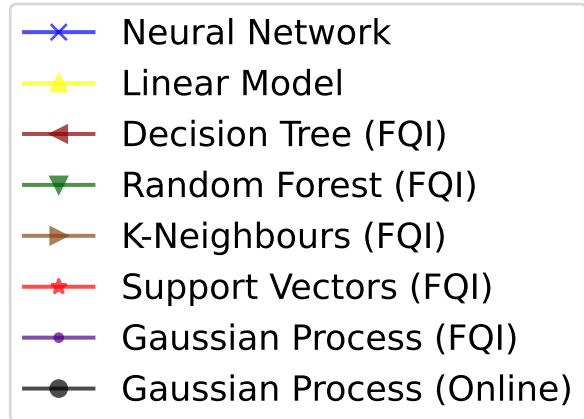 Neural Network
Linear Model
Decision Tree (FQI)
Random Forest (FQI)
K-Neighbours (FQI)
Support Vectors (FQI)
Gaussian Process (FQI)
Gaussian Process (Online)